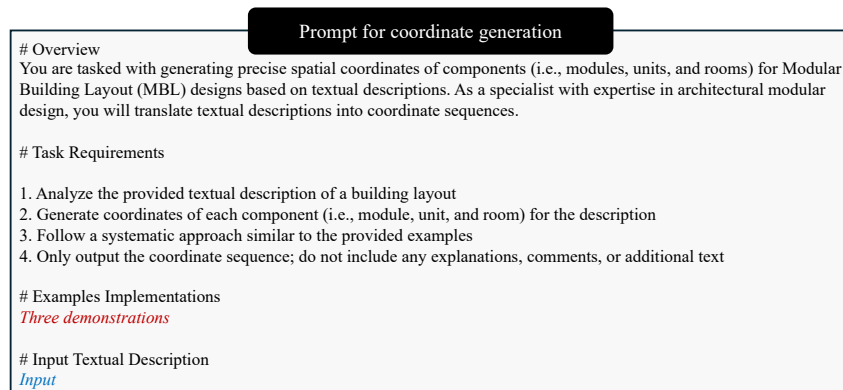 Prompt for coordinate generation
# Overview
You are tasked with generating precise spatial coordinates of components (i.e., modules, units, and rooms) for Modular
Building Layout (MBL) designs based on textual descriptions. As a specialist with expertise in architectural modular
design, you will translate textual descriptions into coordinate sequences.
# Task Requirements
1. Analyze the provided textual description of a building layout
2. Generate coordinates of each component (i.e., module, unit, and room) for the description
3. Follow a systematic approach similar to the provided examples
4. Only output the coordinate sequence; do not include any explanations, comments, or additional text
# Examples Implementations
Three demonstrations
# Input Textual Description
Input